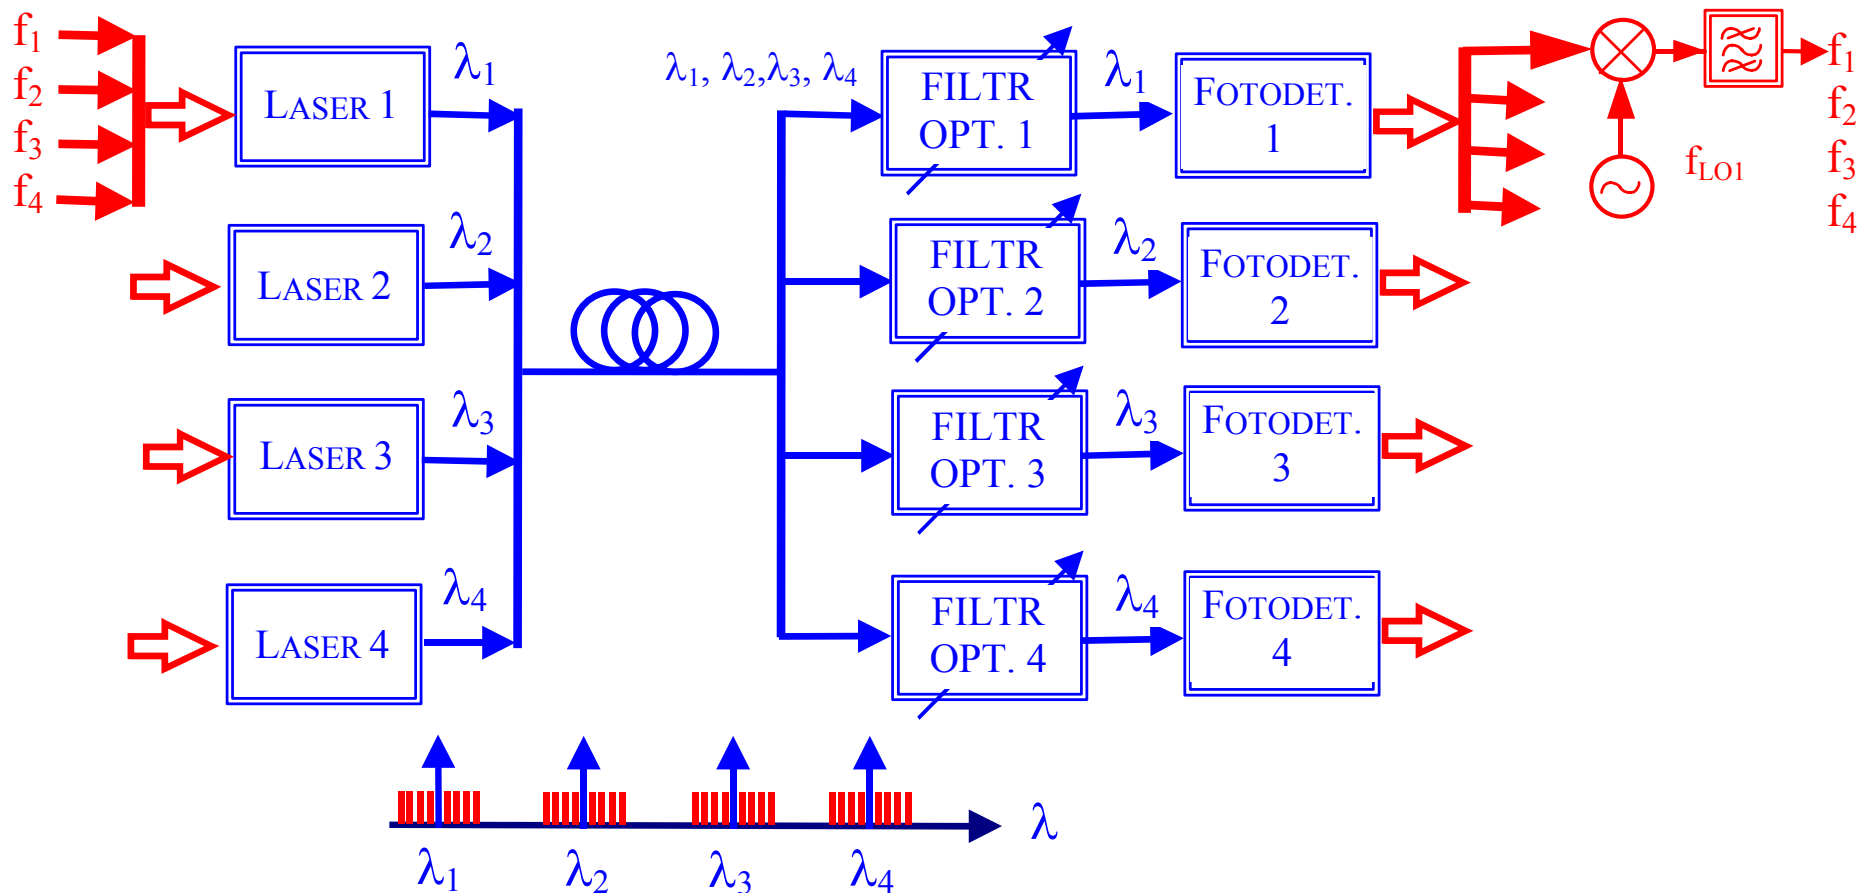 f1
f2
f3
f4
LASER 1
λ1
LASER 2
λ2
LASER 3
λ3
LASER 4
λ4
λ1, λ2,λ3, λ4
FILTR
OPT. 1
λ1
FOTODET.
1
FILTR
OPT. 2
λ2
FOTODET.
2
FILTR
OPT. 3
λ3
FOTODET.
3
FILTR
OPT. 4
λ4
FOTODET.
4
fLO1
f1
f2
f3
f4
λ
λ1 λ2 λ3 λ4